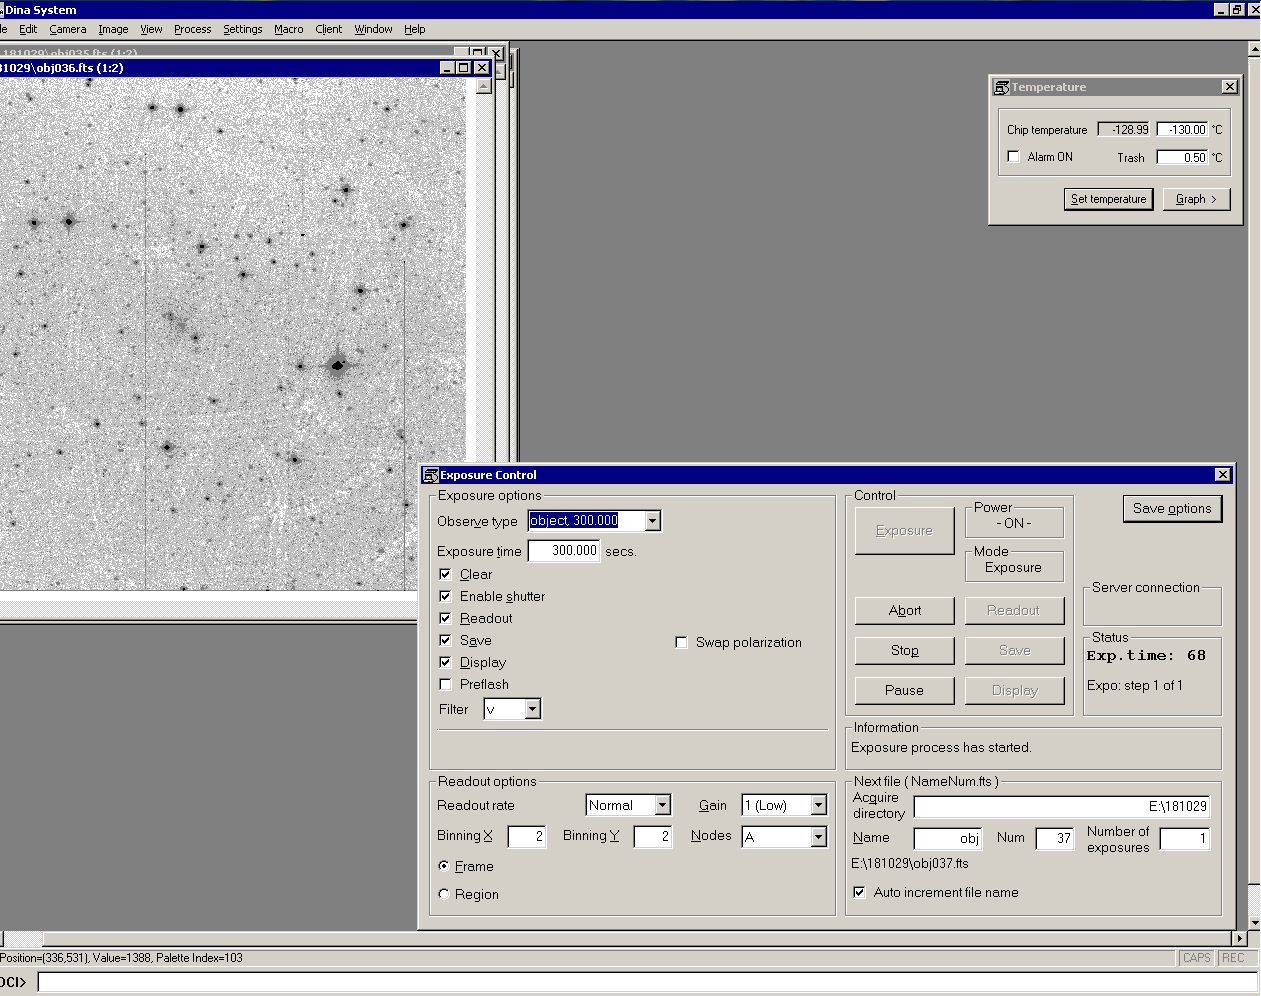 Dina System
Edit Camera Image View Process Settings Macro Client Window Help
181029\obj035.fts (1:2)
81029\obj036.fts (1:2)
Temperature
Chip temperature -128.99 -130.00 °C
Alarm ON Trash 0.50 °C
Set temperature Graph >
Exposure Control
Exposure options
Observe type object, 300.000
Exposure time 300.000 secs.
Clear
Enable shutter
Readout
Save
Swap polarization
Display
Preflash
Filter v
Control
Exposure
Power
- ON -
Mode
Exposure
Abort Readout
Stop Save
Pause Display
Save options
Server connection
Status
Exp.time: 68
Expo: step 1 of 1
Information
Exposure process has started.
Readout options
Readout rate Normal Gain 1 (Low)
Binning X 2 Binning Y 2 Nodes A
Frame
Region
Next file ( NameNum.fts )
Acquire directory E:\181029
Name obj Num 37 Number of exposures 1
E:\181029\obj037.fts
Auto increment file name
Position=(336,531), Value=1388, Palette Index=103
CAPS REC
OCI>